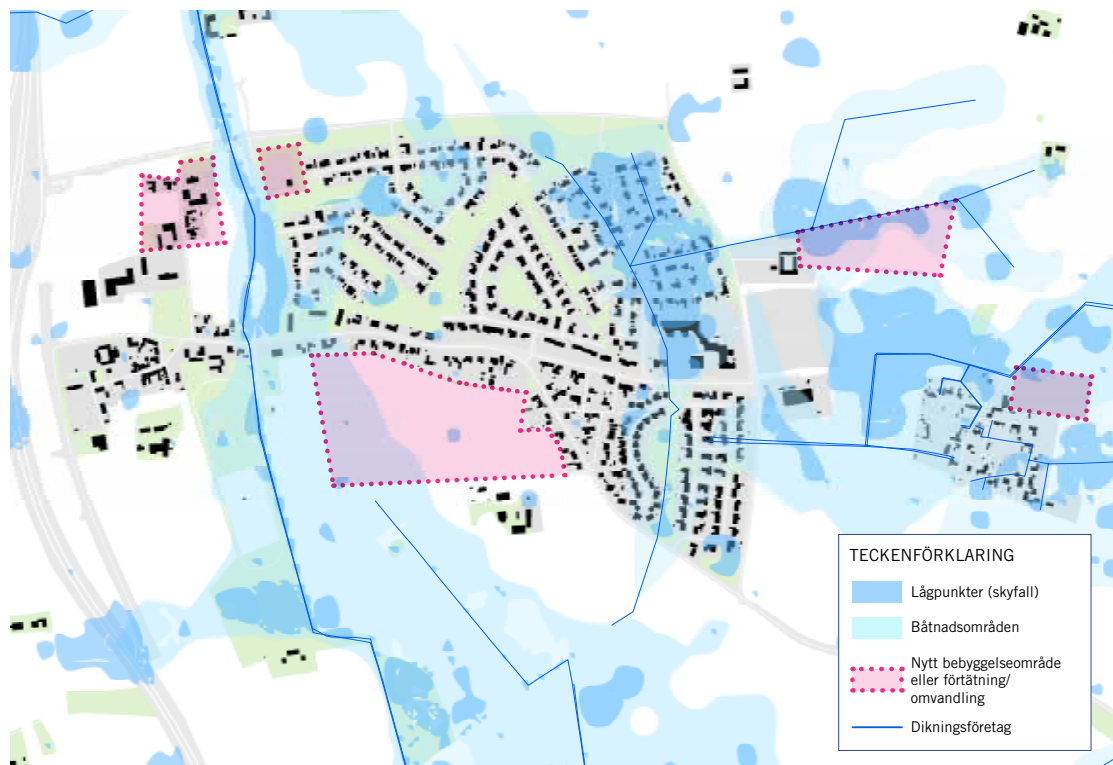 TECKENFÖRKLARING
Lågpunkter (skyfall)
Båtnadsområden
Nytt bebyggelseområde
eller förtätning/
omvandling
Dikningsföretag